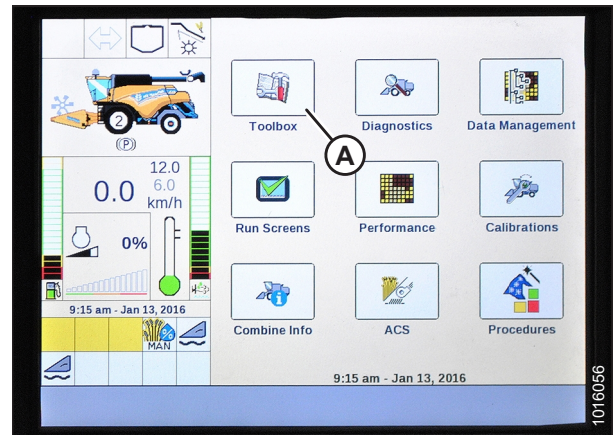 2
(P)
12.0
0.0 6.0
km/h
0%
9:15 am - Jan 13, 2016
MAN
Toolbox
Diagnostics
Data Management
A
Run Screens
Performance
Calibrations
Combine Info
ACS
Procedures
9:15 am - Jan 13, 2016
1016056